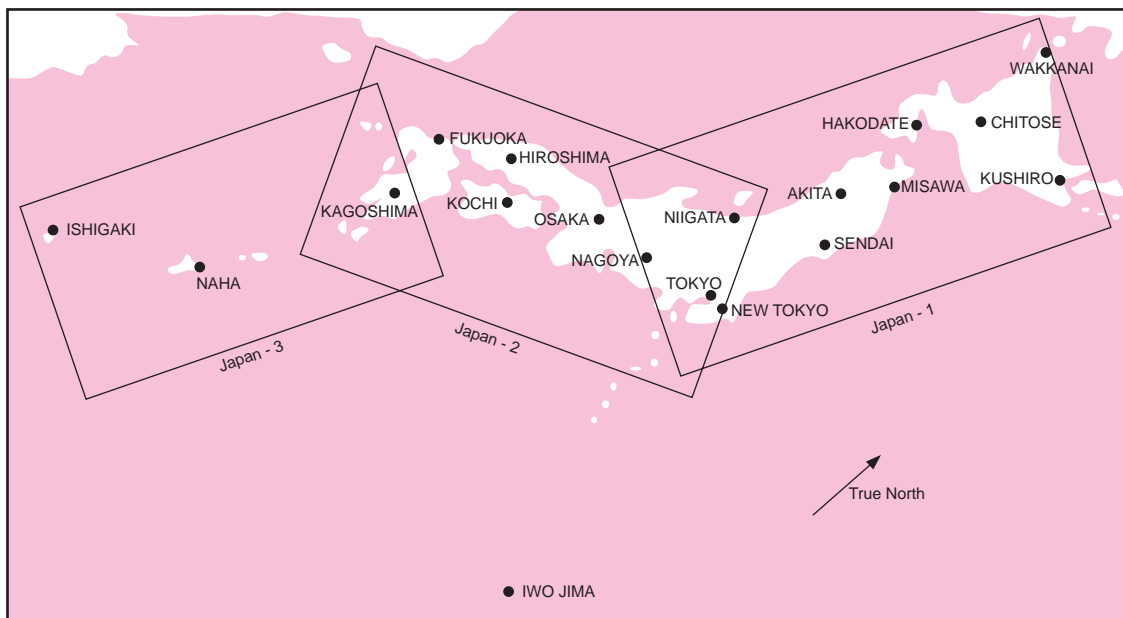 WAKKANAI
HAKODATE
CHITOSE
FUKUOKA
HIROSHIMA
KUSHIRO
MISAWA
AKITA
KAGOSHIMA
KOCHI
OSAKA
NIIGATA
ISHIGAKI
SENDAI
NAGOYA
NAHA
TOKYO
NEW TOKYO
Japan - 1
Japan - 2
Japan - 3
True North
IWO JIMA